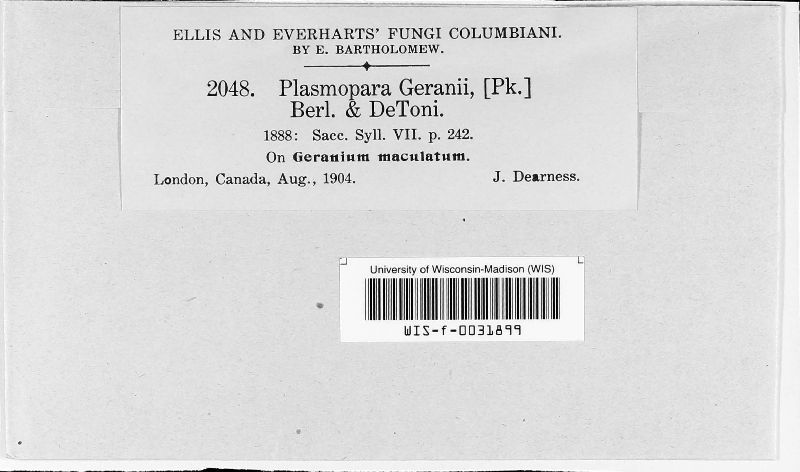 ELLIS AND EVERHARTS' FUNGI COLUMBIANI.
BY E. BARTHOLOMEW.
2048. Plasmopara Geranii, [Pk.]
Berl. & DeToni.
1888: Sacc. Syll. VII. p. 242.
On Geranium maculatum.
London, Canada, Aug., 1904. J. Dearness.
University of Wisconsin-Madison (WIS)
WIS-f-0031899